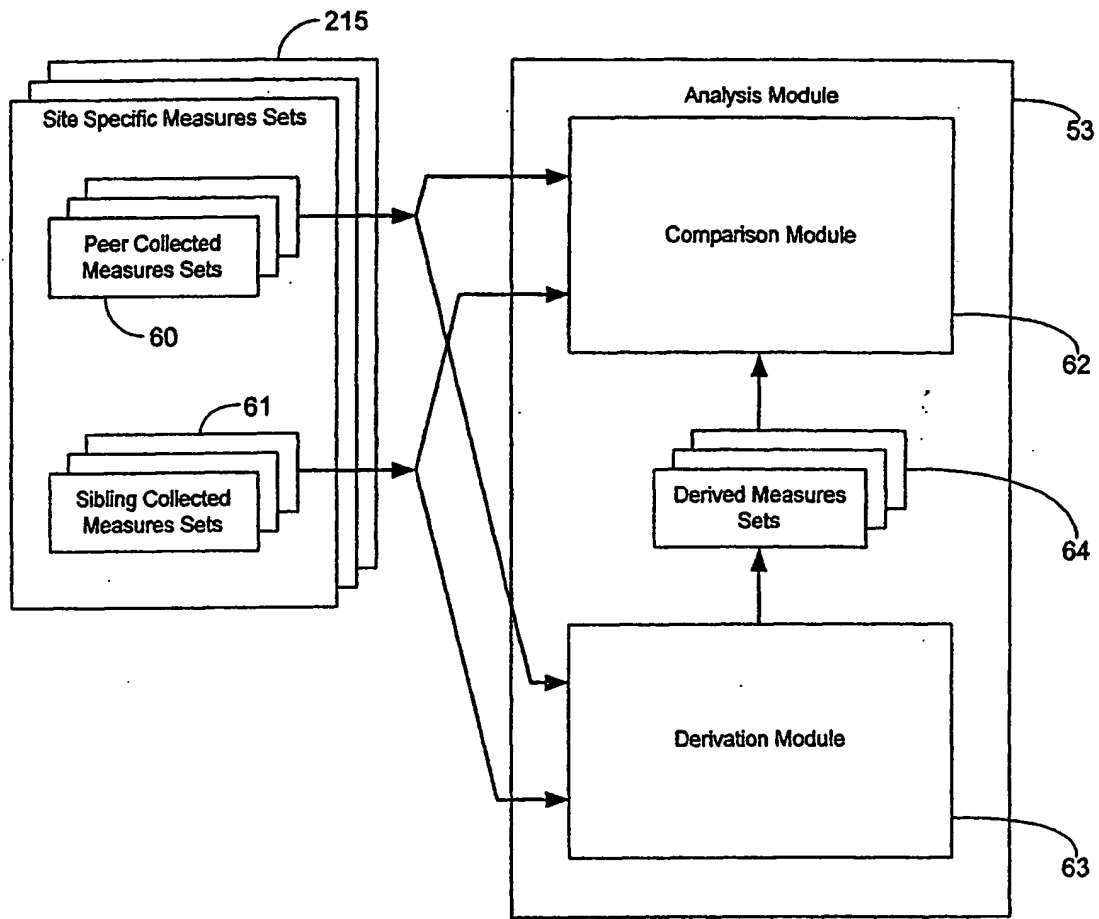 215
Site Specific Measures Sets
Peer Collected
Measures Sets
60
61
Sibling Collected
Measures Sets
Analysis Module
53
Comparison Module
62
Derived Measures
Sets
64
Derivation Module
63